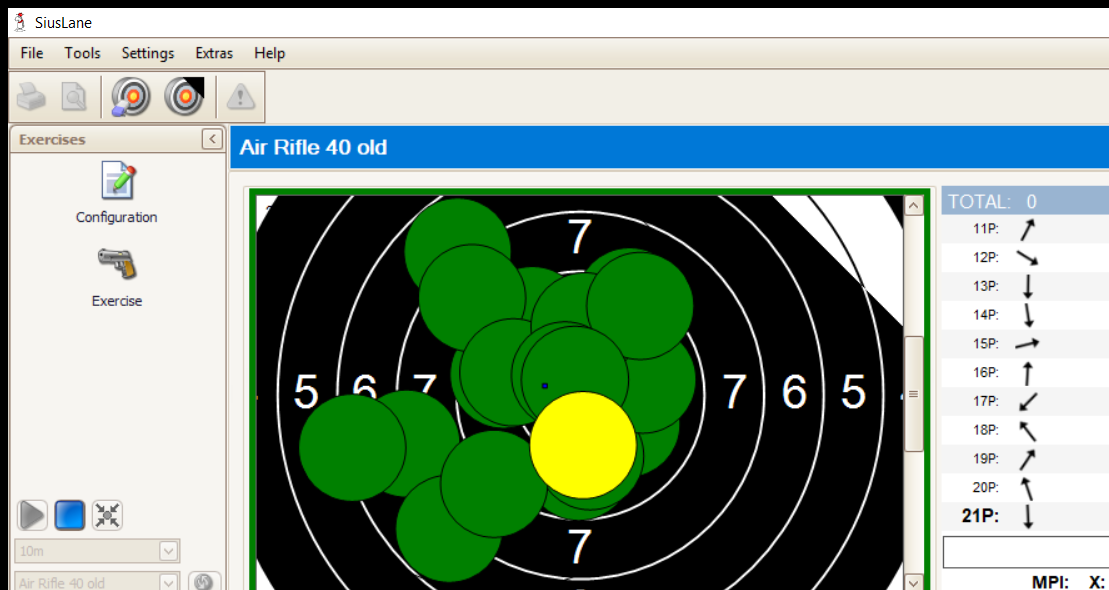 SiusLane
File Tools Settings Extras Help
Exercises
Air Rifle 40 old
Configuration
Exercise
10m
Air Rifle 40 old
7
5 6 7 7 6 5
7
TOTAL: 0
11P:
12P:
13P:
14P:
15P:
16P:
17P:
18P:
19P:
20P:
21P:
MPI: X: